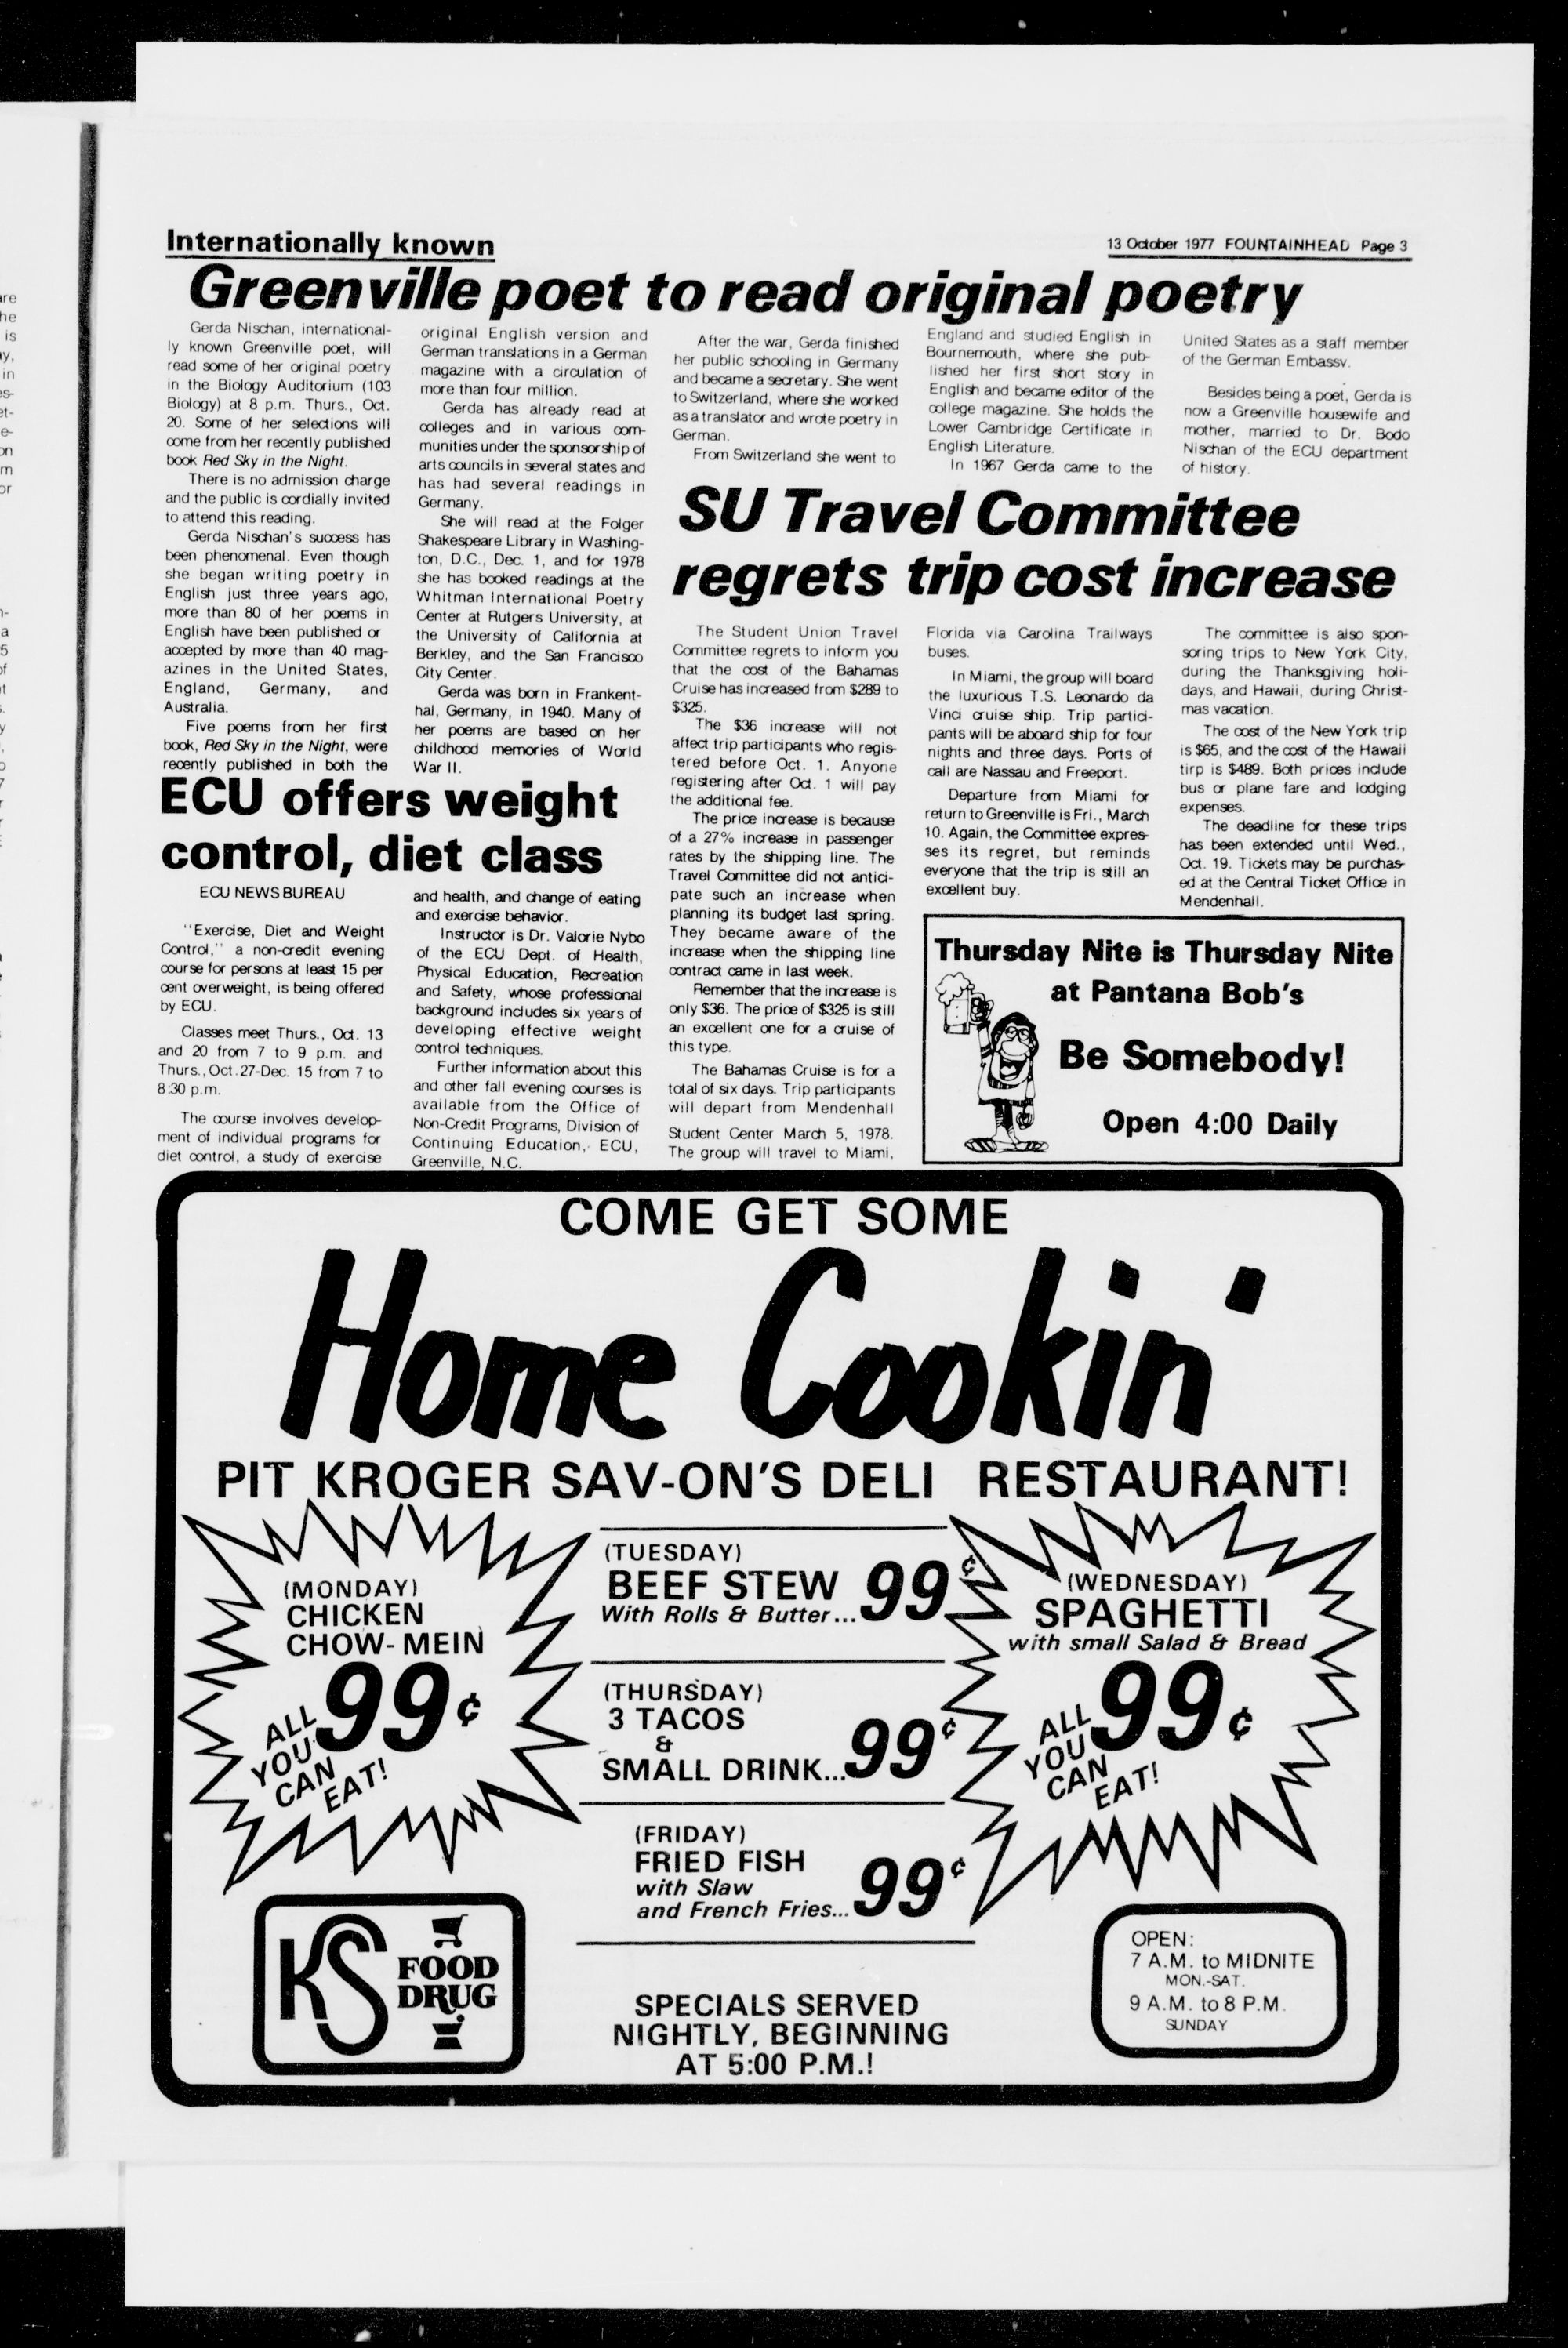 Internationally known
13 October 1977 FOUNTAINHEAD Page 3
Greenville poet to read original poetry
Gerda Nischan, international-
ly known Greenville poet, will
read some of her original poetry
in the Biology Auditorium (103
Biology) at 8 p.m. Thurs., Oct.
20. Some of her selections will
come from her recently published
book Red Sky in the Night.
There is no admission charge
and the public is cordially invited
to attend this reading.
Gerda Nischan's success has
been phenomenal. Even though
she began writing poetry in
English just three years ago,
more than 80 of her poems in
English have been published or
accepted by more than 40 mag-
azines in the United States,
England, Germany, and
Australia.
Five poems from her first
book, Red Sky in the Night, were
recently published in both the
original English version and
German translations in a German
magazine with a circulation of
more than four million.
Gerda has already read at
colleges and in various com-
munities under the sponsorship of
arts councils in several states and
has had several readings in
Germany.
She will read at the Folger
Shakespeare Library in Washing-
ton, D.C., Dec. 1, and for 1978
she has booked readings at the
Whitman International Poetry
Center at Rutgers University, at
the University of California at
Berkley, and the San Francisco
City Center.
Gerda was born in Frankent-
hal, Germany, in 1940. Many of
her poems are based on her
childhood memories of World
War II.
After the war, Gerda finished
her public schooling in Germany
and became a secretary. She went
to Switzerland, where she worked
as a translator and wrote poetry in
German.
From Switzerland she went to
England and studied English in
Bournemouth, where she pub-
lished her first short story in
English and became editor of the
college magazine. She holds the
Lower Cambridge Certificate in
English Literature.
In 1967 Gerda came to the
United States as a staff member
of the German Embassy.
Besides being a poet, Gerda is
now a Greenville housewife and
mother, married to Dr. Bodo
Nischan of the ECU department
of history.
SU Travel Committee
regrets trip cost increase
The Student Union Travel
Committee regrets to inform you
that the cost of the Bahamas
Cruise has increased from $289 to
$325.
The $36 increase will not
affect trip participants who regis-
tered before Oct. 1. Anyone
registering after Oct. 1 will pay
the additional fee.
The price increase is because
of a 27% increase in passenger
rates by the shipping line. The
Travel Committee did not antici-
pate such an increase when
planning its budget last spring.
They became aware of the
increase when the shipping line
contract came in last week.
Remember that the increase is
only $36. The price of $325 is still
an excellent one for a cruise of
this type.
The Bahamas Cruise is for a
total of six days. Trip participants
will depart from Mendenhall
Student Center March 5, 1978.
The group will travel to Miami,
Florida via Carolina Trailways
buses.
In Miami, the group will board
the luxurious T.S. Leonardo da
Vinci cruise ship. Trip partici-
pants will be aboard ship for four
nights and three days. Ports of
call are Nassau and Freeport.
Departure from Miami for
return to Greenville is Fri., March
10. Again, the Committee expres-
ses its regret, but reminds
everyone that the trip is still an
excellent buy.
The committee is also spon-
soring trips to New York City,
during the Thanksgiving holi-
days, and Hawaii, during Christ-
mas vacation.
The cost of the New York trip
is $65, and the cost of the Hawaii
tirp is $489. Both prices include
bus or plane fare and lodging
expenses.
The deadline for these trips
has been extended until Wed.,
Oct. 19. Tickets may be purchas-
ed at the Central Ticket Office in
Mendenhall.
ECU offers weight
control, diet class
ECU NEWS BUREAU
"Exercise, Diet and Weight
Control," a non-credit evening
course for persons at least 15 per
cent overweight, is being offered
by ECU.
Classes meet Thurs., Oct. 13
and 20 from 7 to 9 p.m. and
Thurs., Oct. 27-Dec. 15 from 7 to
8:30 p.m.
The course involves develop-
ment of individual programs for
diet control, a study of exercise
and health, and change of eating
and exercise behavior.
Instructor is Dr. Valorie Nybo
of the ECU Dept. of Health,
Physical Education, Recreation
and Safety, whose professional
background includes six years of
developing effective weight
control techniques.
Further information about this
and other fall evening courses is
available from the Office of
Non-Credit Programs, Division of
Continuing Education, ECU,
Greenville, N.C.
Thursday Nite is Thursday Nite
at Pantana Bob's
Be Somebody!
Open 4:00 Daily
COME GET SOME
Home Cookin'
PIT KROGER SAV-ON'S DELI RESTAURANT!
(MONDAY)
CHICKEN
CHOW-MEIN
99¢
ALL
YOU
CAN
EAT!
(TUESDAY)
BEEF STEW 99¢
With Rolls & Butter...
(THURSDAY)
3 TACOS
&
SMALL DRINK...99¢
(FRIDAY)
FRIED FISH
with Slaw
and French Fries...99¢
(WEDNESDAY)
SPAGHETTI
with small Salad & Bread
99¢
ALL
YOU
CAN
EAT!
KS FOOD
DRUG
SPECIALS SERVED
NIGHTLY, BEGINNING
AT 5:00 P.M.!
OPEN:
7 A.M. to MIDNITE
MON.-SAT.
9 A.M. to 8 P.M.
SUNDAY